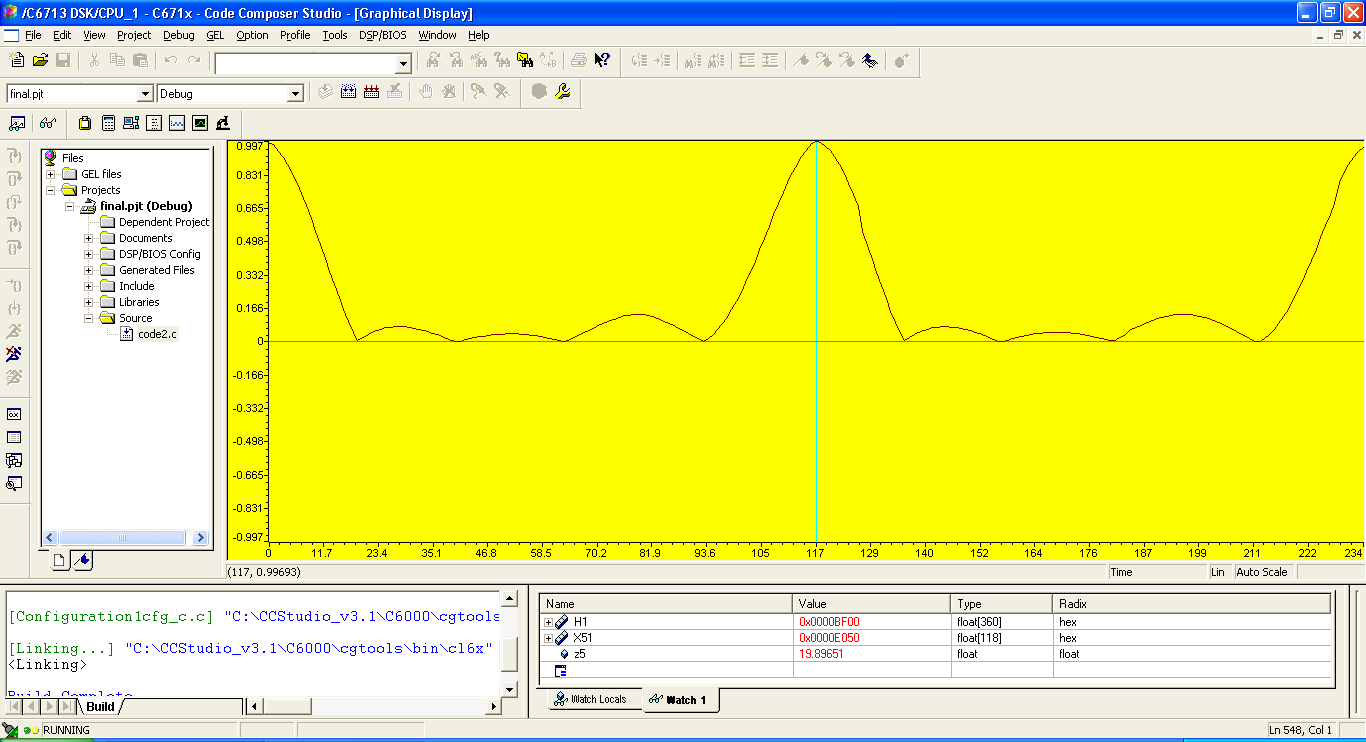 /C6713 DSK/CPU_1 - C671x - Code Composer Studio - [Graphical Display]
File Edit View Project Debug GEL Option Profile Tools DSP/BIOS Window Help
final.pjt Debug
Files
GEL files
Projects
final.pjt (Debug)
Dependent Project
Documents
DSP/BIOS Config
Generated Files
Include
Libraries
Source
code2.c
0.997
0.831
0.665
0.498
0.332
0.166
0
-0.166
-0.332
-0.498
-0.665
-0.831
-0.997
0 11.7 23.4 35.1 46.8 58.5 70.2 81.9 93.6 105 117 129 140 152 164 176 187 199 211 222 234
(117, 0.99693) Time Lin Auto Scale
[Configuration1cfg_c.c] "C:\CCStudio_v3.1\C6000\cgtools
[Linking...] "C:\CCStudio_v3.1\C6000\cgtools\bin\cl6x"
<Linking>
Build Complete
Build
Name Value Type Radix
H1 0x0000BF00 float[360] hex
X51 0x0000E050 float[118] hex
z5 19.89651 float float
Watch Locals Watch 1
RUNNING Ln 548, Col 1